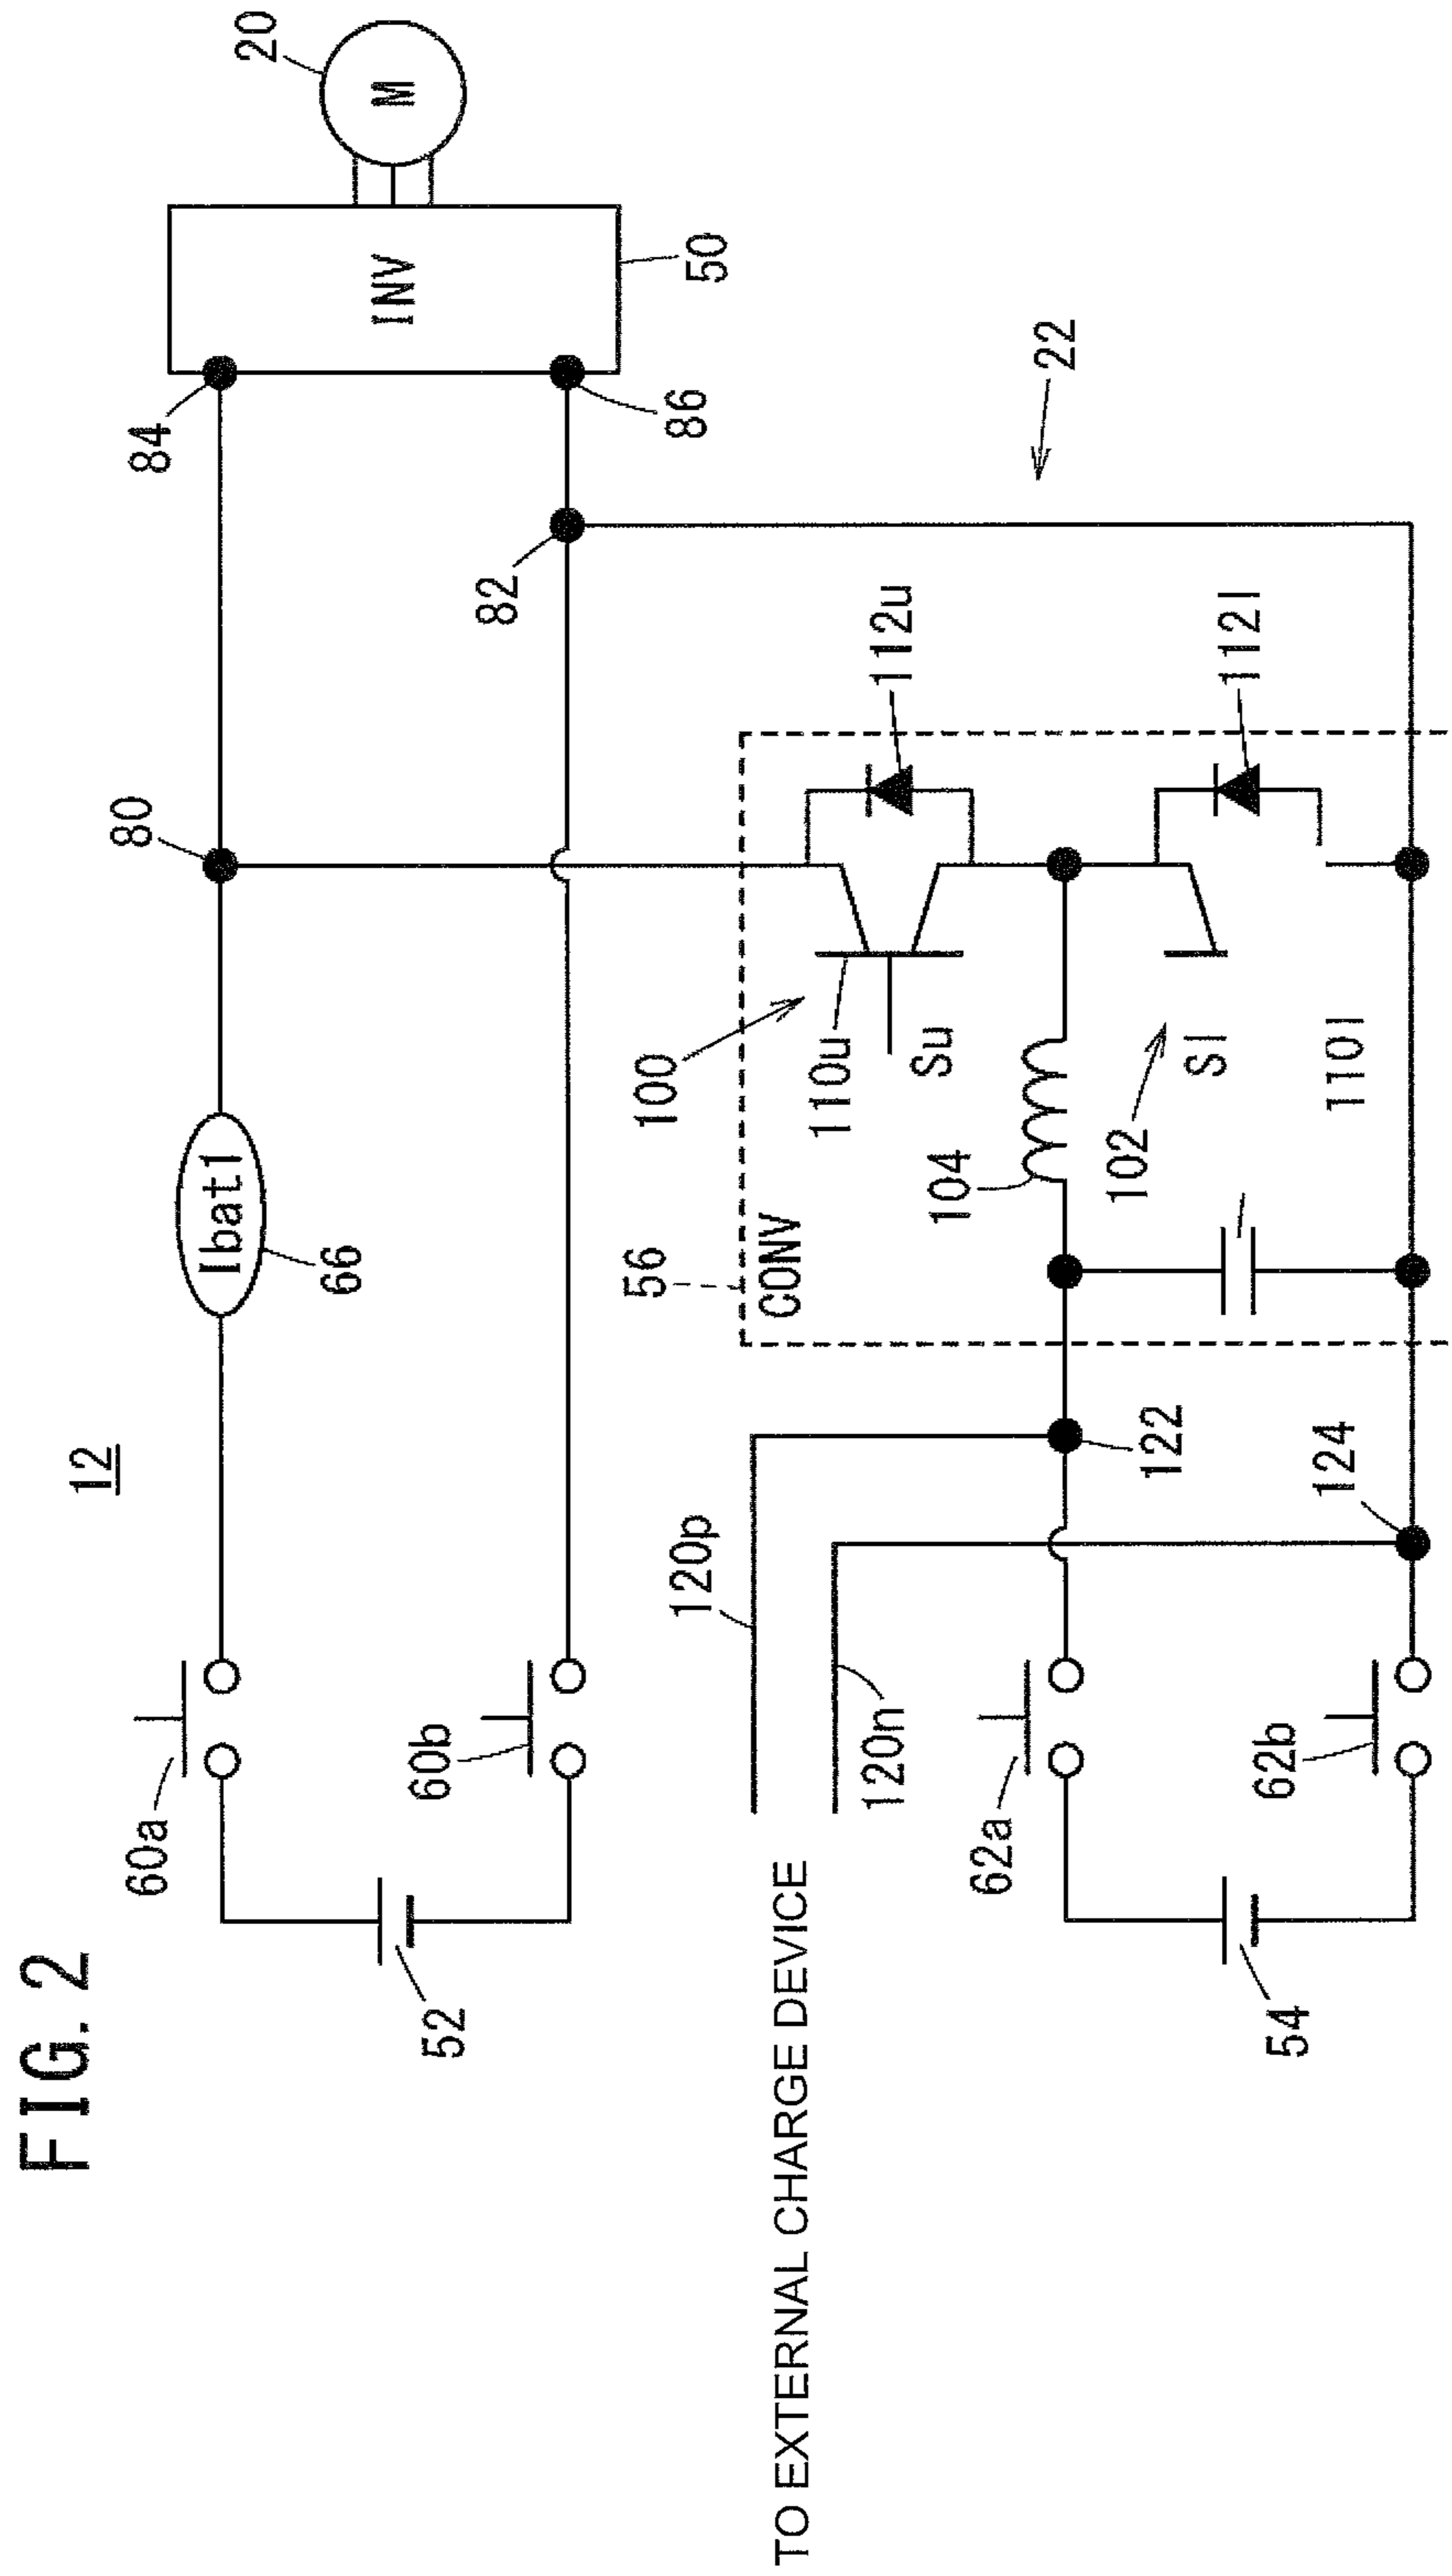 FIG. 2
12
60a
66
Ibat1
80
84
20
M
INV
50
52
60b
82
86
22
TO EXTERNAL CHARGE DEVICE
120p
120n
56
CONV
100
110u
Su
112u
62a
122
104
102
Sl
112l
110l
54
62b
124